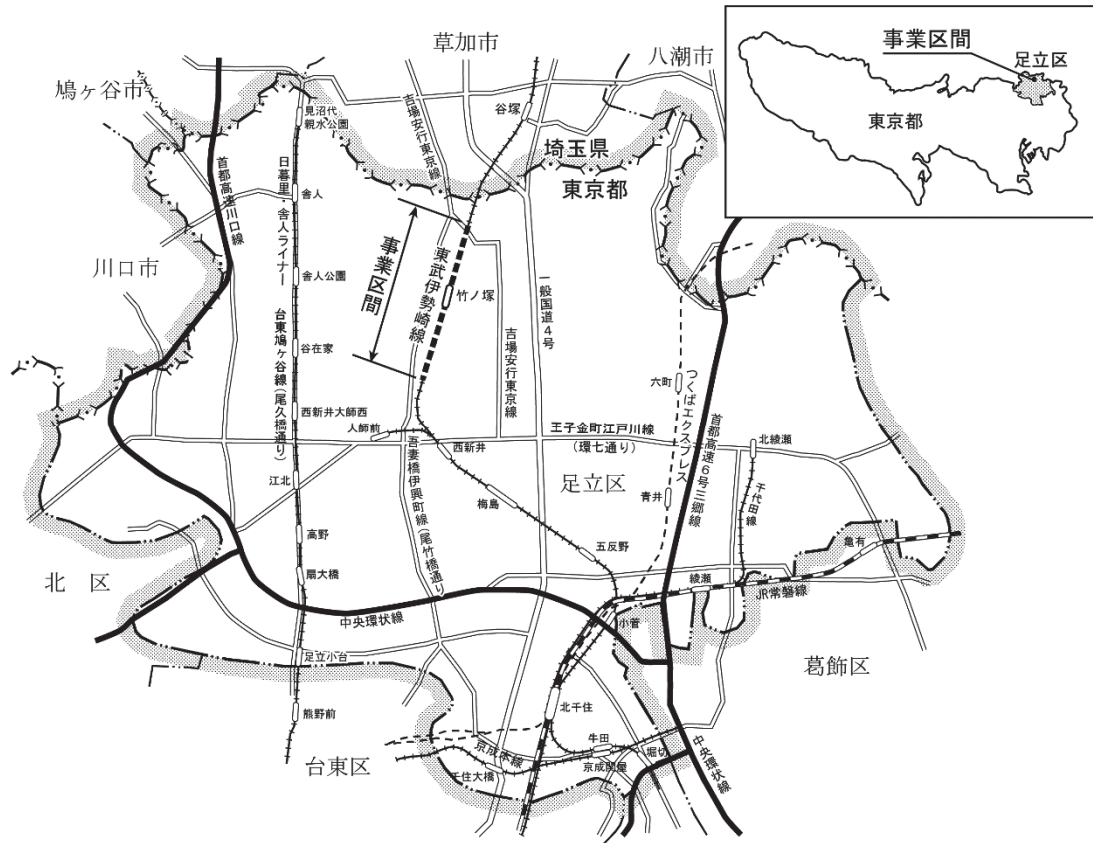 草加市
八潮市
鳩ヶ谷市
川口市
埼玉県
東京都
事業区間
足立区
東京都
見沼代
親水公園
谷塚
吉場安行東京線
首都高速川口線
日暮里・舎人ライナー
舎人
舎人公園
事業区間
東武伊勢崎線
竹ノ塚
一般国道4号
吉場安行東京線
台東鳩ヶ谷線(尾久橋通り)
谷在家
西新井大師西
人師前
西新井
王子金町江戸川線
(環七通り)
六町
つくばエクスプレス
首都高速6号三郷線
北綾瀬
千代田線
足立区
江北
梅島
青井
吾妻橋伊興町線(尾竹橋通り)
高野
五反野
亀有
扇大橋
綾瀬
JR常磐線
北区
中央環状線
小菅
葛飾区
足立小台
北千住
熊野前
牛田
堀切
京成本線
台東区
千住大橋
京成関屋
中央環状線